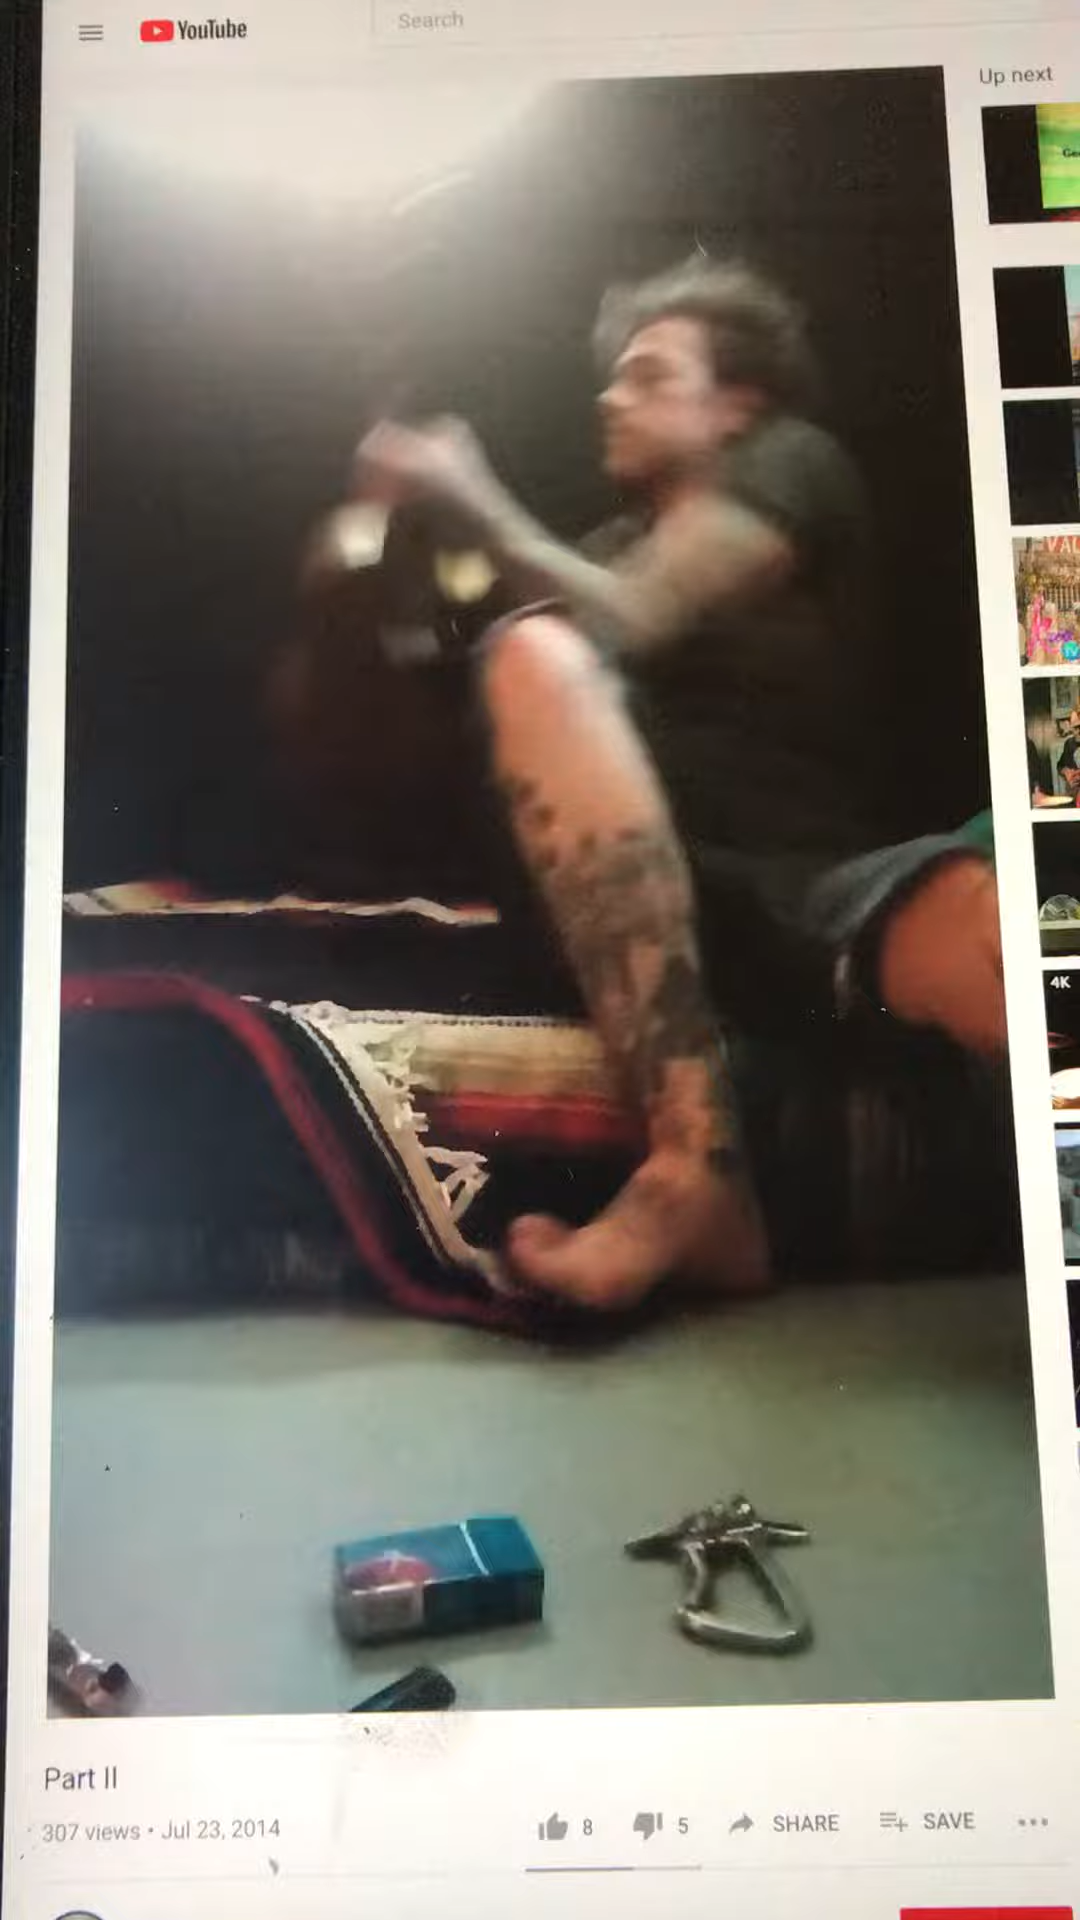 YouTube
Search
Up next
4K
Part II
307 views • Jul 23, 2014
8
5
SHARE
SAVE